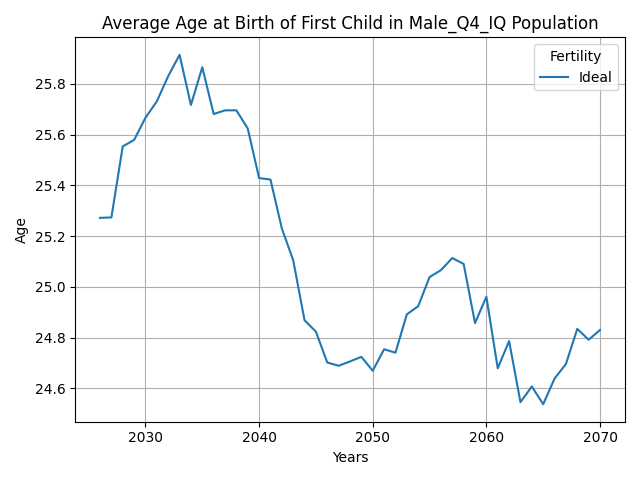 Average Age at Birth of First Child in Male_Q4_IQ Population
Fertility
Ideal
25.8
25.6
25.4
25.2
25.0
24.8
24.6
Age
2030 2040 2050 2060 2070
Years